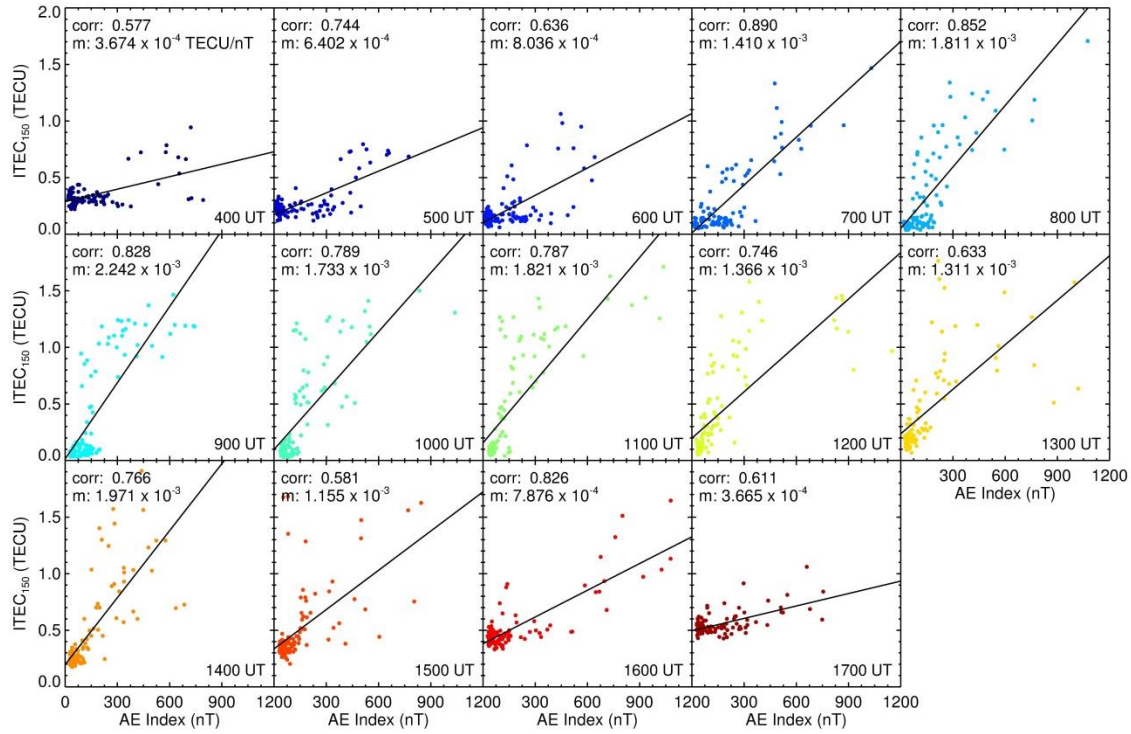 corr: 0.577
m: 3.674 x 10⁻⁴ TECU/nT
400 UT
corr: 0.744
m: 6.402 x 10⁻⁴
500 UT
corr: 0.636
m: 8.036 x 10⁻⁴
600 UT
corr: 0.890
m: 1.410 x 10⁻³
700 UT
corr: 0.852
m: 1.811 x 10⁻³
800 UT
2.0
1.5
1.0
0.5
0.0
ITEC₁₅₀ (TECU)
corr: 0.828
m: 2.242 x 10⁻³
900 UT
corr: 0.789
m: 1.733 x 10⁻³
1000 UT
corr: 0.787
m: 1.821 x 10⁻³
1100 UT
corr: 0.746
m: 1.366 x 10⁻³
1200 UT
corr: 0.633
m: 1.311 x 10⁻³
1300 UT
1.5
1.0
0.5
0.0
ITEC₁₅₀ (TECU)
300 600 900 1200
AE Index (nT)
corr: 0.766
m: 1.971 x 10⁻³
1400 UT
corr: 0.581
m: 1.155 x 10⁻³
1500 UT
corr: 0.826
m: 7.876 x 10⁻⁴
1600 UT
corr: 0.611
m: 3.665 x 10⁻⁴
1700 UT
1.5
1.0
0.5
0.0
ITEC₁₅₀ (TECU)
0 300 600 900 1200 300 600 900 1200 300 600 900 1200 300 600 900 1200
AE Index (nT) AE Index (nT) AE Index (nT) AE Index (nT)